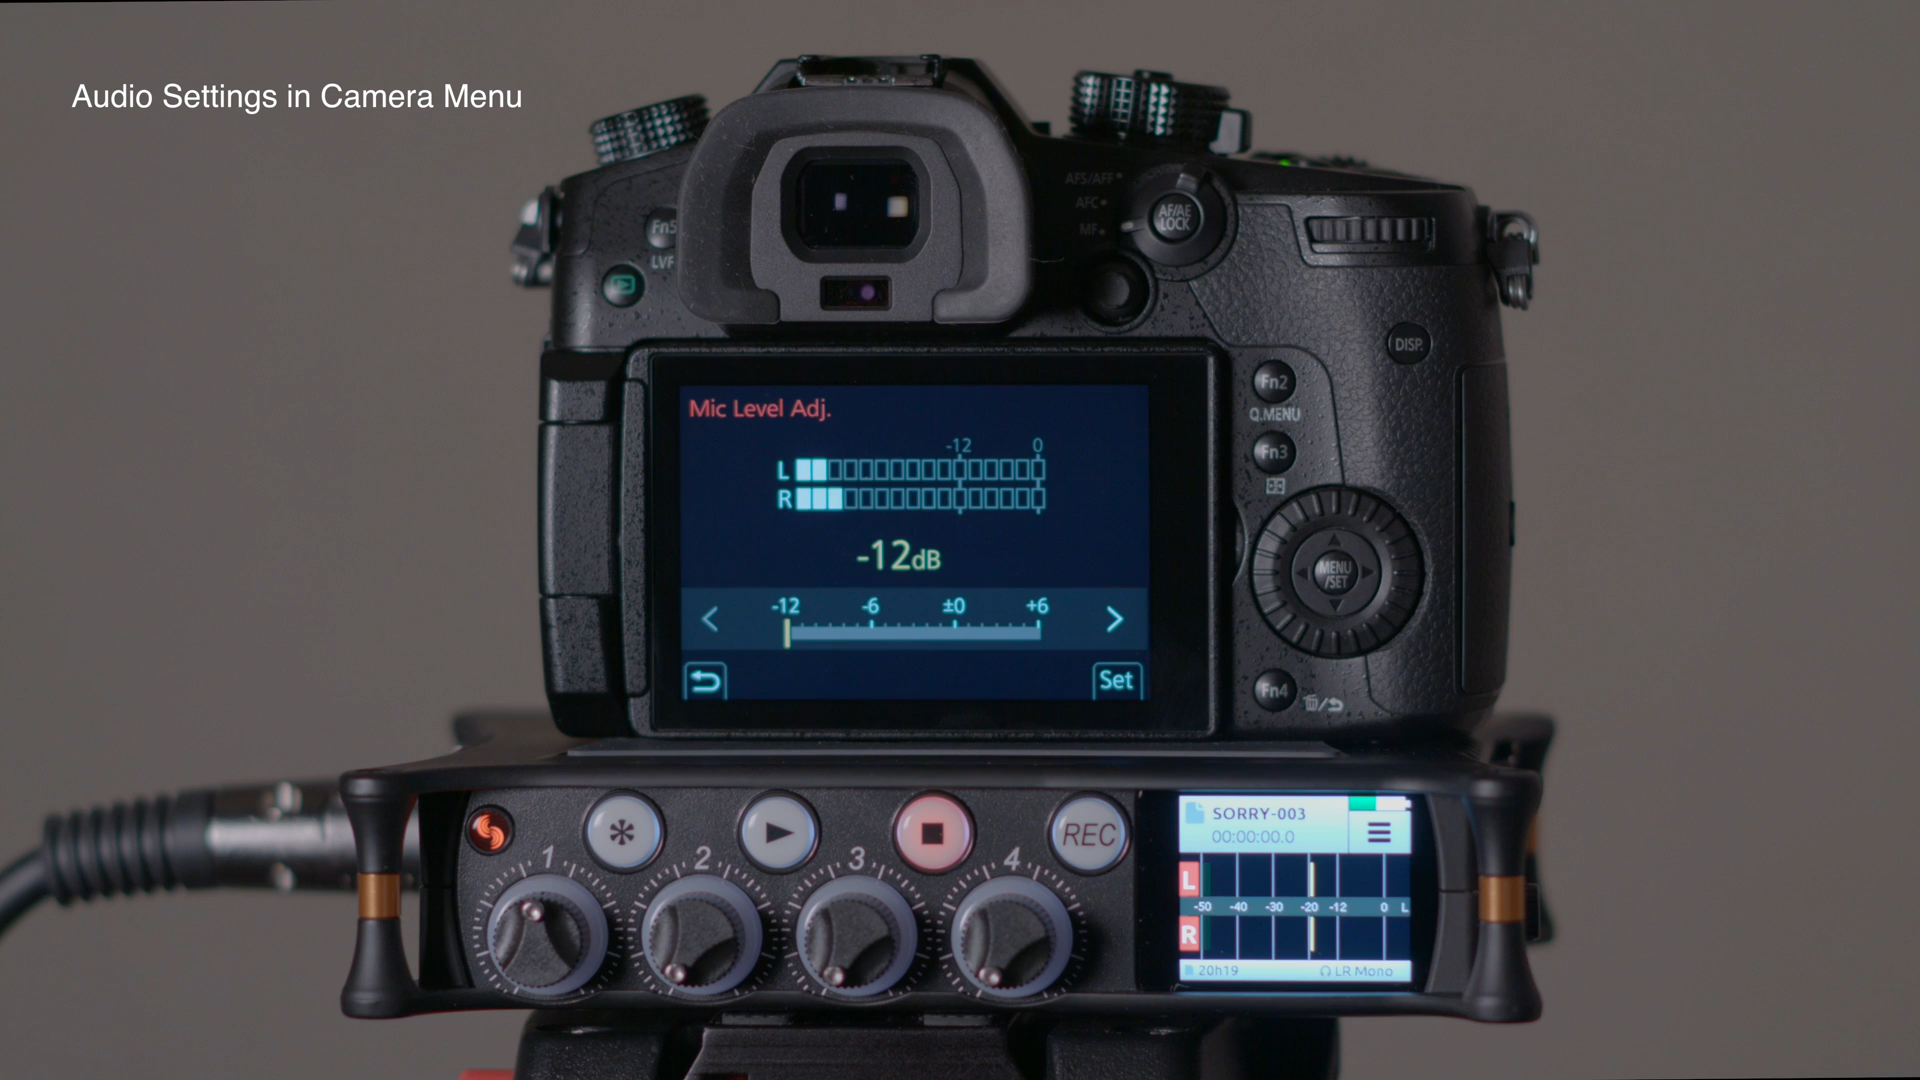 Audio Settings in Camera Menu
Fn5
LVF
AFS/AFF
AFC
MF
AF/AE
LOCK
DISP.
Fn2
Q.MENU
Fn3
MENU
/SET
Fn4
Mic Level Adj.
-12 0
L
R
-12dB
-12 -6 ±0 +6
Set
1 2 3 4
REC
SORRY-003
00:00:00.0
L
-50 -40 -30 -20 -12 0 L
R
20h19 LR Mono